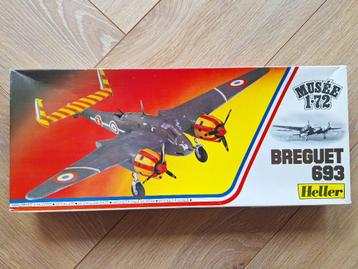 MUSÉE
1-72
BREGUET
693
Heller